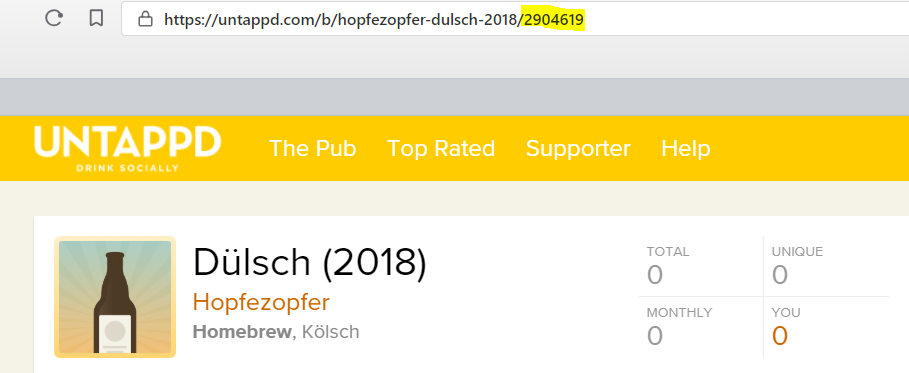 https://untappd.com/b/hopfezopfer-dulsch-2018/2904619
UNTAPPD
DRINK SOCIALLY
The Pub Top Rated Supporter Help
Dülsch (2018)
Hopfezopfer
Homebrew, Kölsch
TOTAL UNIQUE
0 0
MONTHLY YOU
0 0